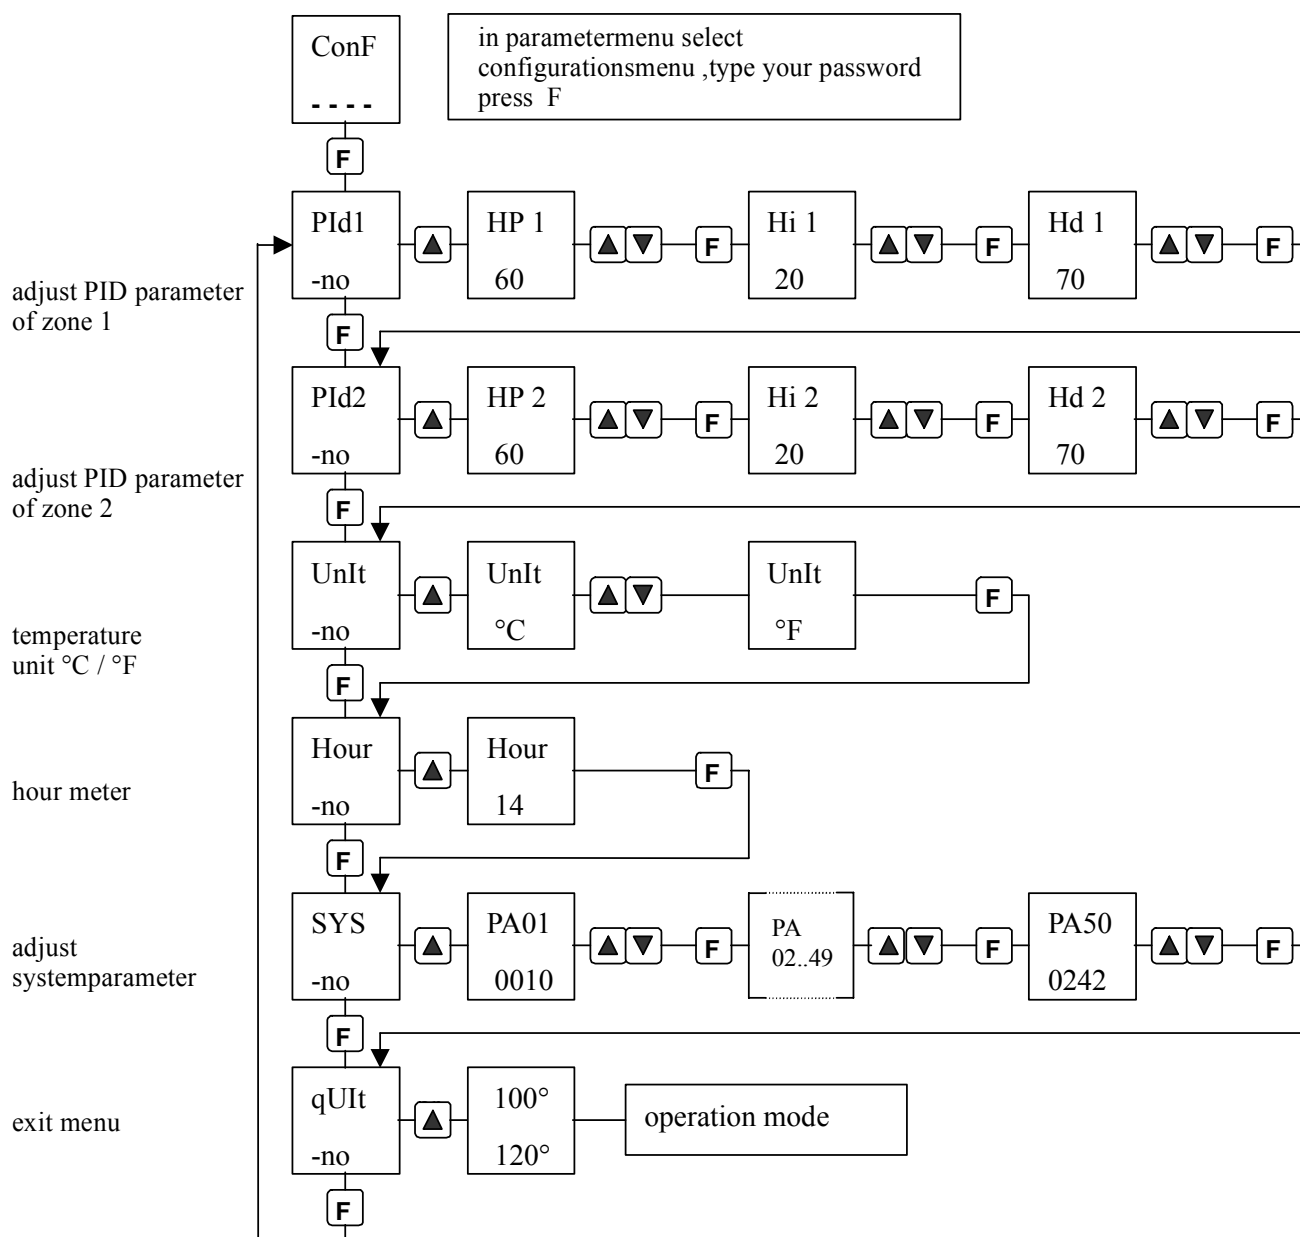 ConF
- - - -
in parametermenu select
configurationsmenu ,type your password
press F
F
PId1
-no
HP 1
60
F
Hi 1
20
F
Hd 1
70
F
adjust PID parameter
of zone 1
F
PId2
-no
HP 2
60
F
Hi 2
20
F
Hd 2
70
F
adjust PID parameter
of zone 2
F
UnIt
-no
UnIt
°C
UnIt
°F
F
temperature
unit °C / °F
F
Hour
-no
Hour
14
F
hour meter
F
SYS
-no
PA01
0010
F
PA
02..49
F
PA50
0242
F
adjust
systemparameter
F
qUIt
-no
100°
120°
operation mode
exit menu
F